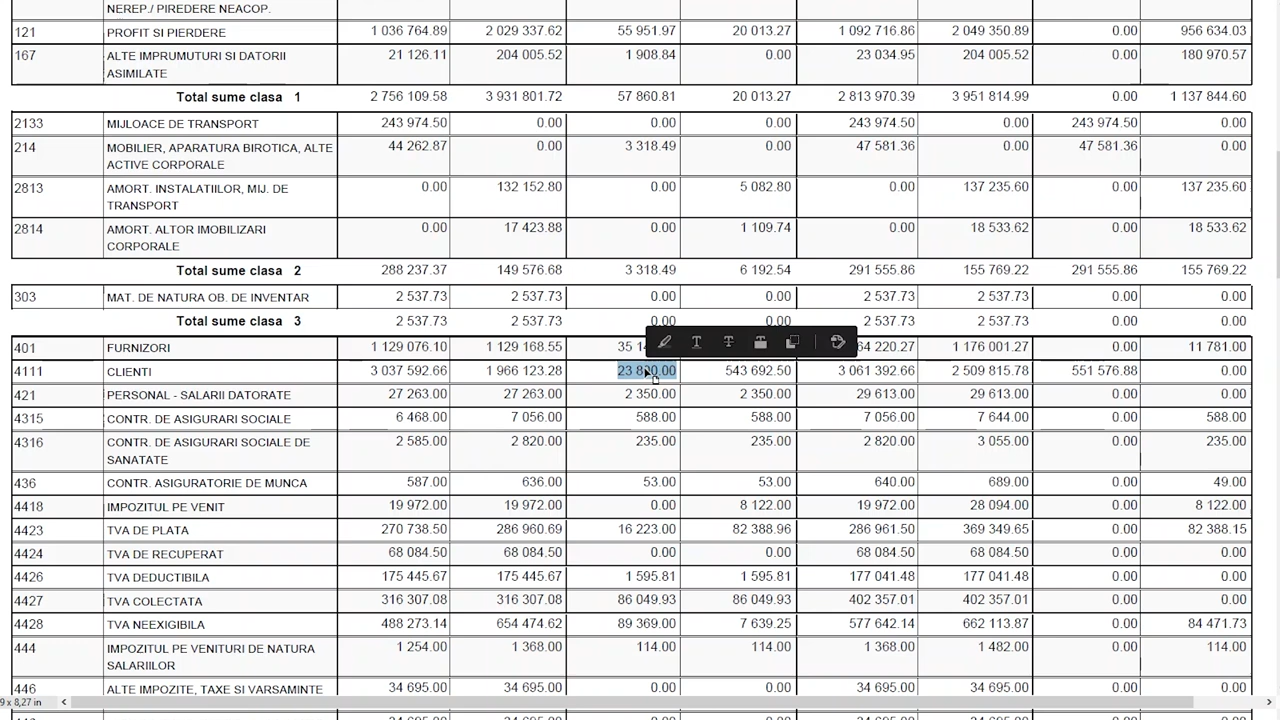 NEREP./ PIREDERE NEACOP.
121 PROFIT SI PIERDERE 1 036 764.89 2 029 337.62 55 951.97 20 013.27 1 092 716.86 2 049 350.89 0.00 956 634.03
167 ALTE IMPRUMUTURI SI DATORII 21 126.11 204 005.52 1 908.84 0.00 23 034.95 204 005.52 0.00 180 970.57
ASIMILATE
Total sume clasa 1 2 756 109.58 3 931 801.72 57 860.81 20 013.27 2 813 970.39 3 951 814.99 0.00 1 137 844.60
2133 MIJLOACE DE TRANSPORT 243 974.50 0.00 0.00 0.00 243 974.50 0.00 243 974.50 0.00
214 MOBILIER, APARATURA BIROTICA, ALTE 44 262.87 0.00 3 318.49 0.00 47 581.36 0.00 47 581.36 0.00
ACTIVE CORPORALE
2813 AMORT. INSTALATIILOR, MIJ. DE 0.00 132 152.80 0.00 5 082.80 0.00 137 235.60 0.00 137 235.60
TRANSPORT
2814 AMORT. ALTOR IMOBILIZARI 0.00 17 423.88 0.00 1 109.74 0.00 18 533.62 0.00 18 533.62
CORPORALE
Total sume clasa 2 288 237.37 149 576.68 3 318.49 6 192.54 291 555.86 155 769.22 291 555.86 155 769.22
303 MAT. DE NATURA OB. DE INVENTAR 2 537.73 2 537.73 0.00 0.00 2 537.73 2 537.73 0.00 0.00
Total sume clasa 3 2 537.73 2 537.73 0.00 0.00 2 537.73 2 537.73 0.00 0.00
401 FURNIZORI 1 129 076.10 1 129 168.55 1 176 001.27 0.00 11 781.00
4111 CLIENTI 3 037 592.66 1 966 123.28 543 692.50 3 061 392.66 2 509 815.78 551 576.88 0.00
421 PERSONAL - SALARII DATORATE 27 263.00 27 263.00 2 350.00 2 350.00 29 613.00 29 613.00 0.00 0.00
4315 CONTR. DE ASIGURARI SOCIALE 6 468.00 7 056.00 588.00 588.00 7 056.00 7 644.00 0.00 588.00
4316 CONTR. DE ASIGURARI SOCIALE DE 2 585.00 2 820.00 235.00 235.00 2 820.00 3 055.00 0.00 235.00
SANATATE
436 CONTR. ASIGURATORIE DE MUNCA 587.00 636.00 53.00 53.00 640.00 689.00 0.00 49.00
4418 IMPOZITUL PE VENIT 19 972.00 19 972.00 0.00 8 122.00 19 972.00 28 094.00 0.00 8 122.00
4423 TVA DE PLATA 270 738.50 286 960.69 16 223.00 82 388.96 286 961.50 369 349.65 0.00 82 388.15
4424 TVA DE RECUPERAT 68 084.50 68 084.50 0.00 0.00 68 084.50 68 084.50 0.00 0.00
4426 TVA DEDUCTIBILA 175 445.67 175 445.67 1 595.81 1 595.81 177 041.48 177 041.48 0.00 0.00
4427 TVA COLECTATA 316 307.08 316 307.08 86 049.93 86 049.93 402 357.01 402 357.01 0.00 0.00
4428 TVA NEEXIGIBILA 488 273.14 654 474.62 89 369.00 7 639.25 577 642.14 662 113.87 0.00 84 471.73
444 IMPOZITUL PE VENITURI DE NATURA 1 254.00 1 368.00 114.00 114.00 1 368.00 1 482.00 0.00 114.00
SALARIILOR
446 ALTE IMPOZITE, TAXE SI VARSAMINTE 34 695.00 34 695.00 0.00 0.00 34 695.00 34 695.00 0.00 0.00
9 x 8,27 in